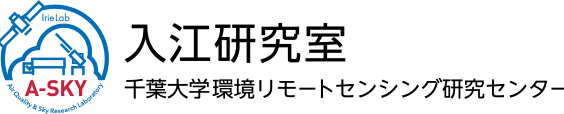 Irie Lab
A-SKY
Air Quality & Sky Research Laboratory
入江研究室
千葉大学環境リモートセンシング研究センター